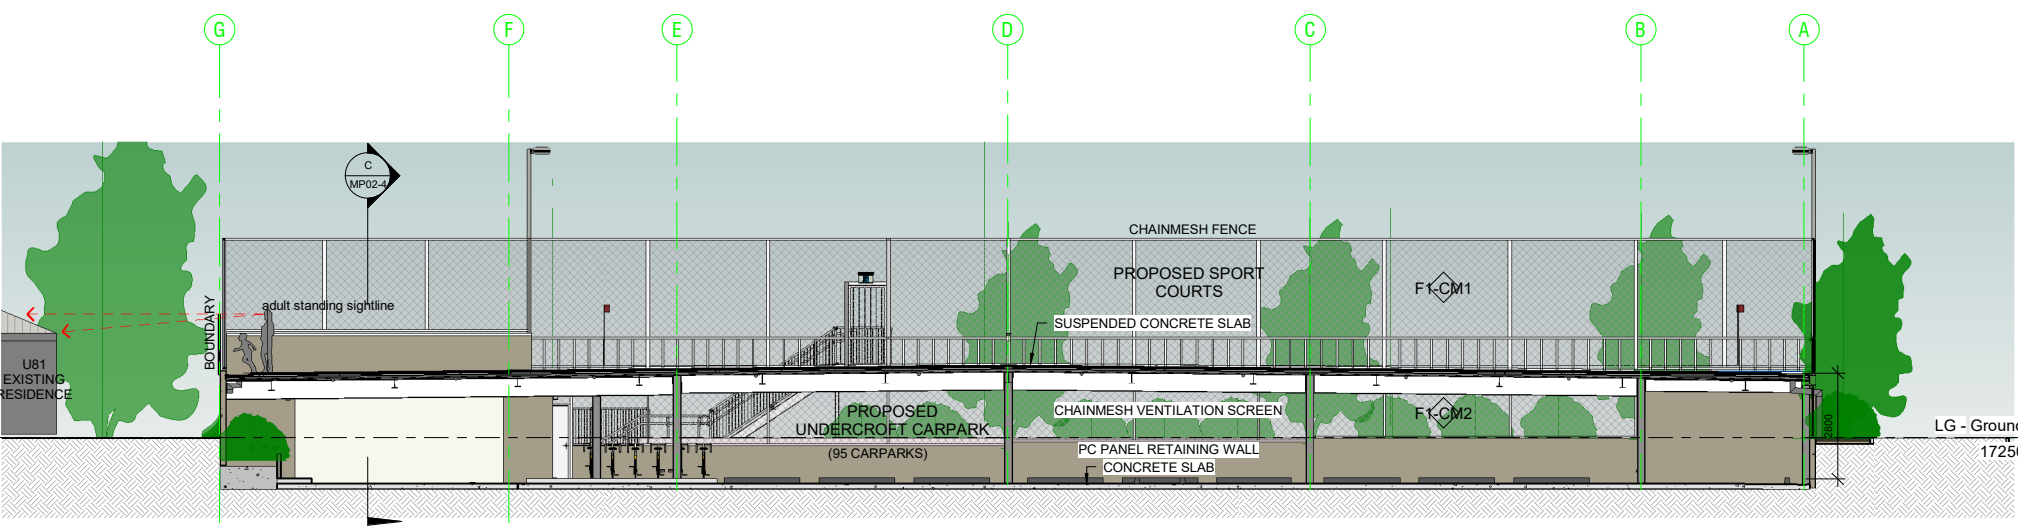 G
F
E
D
C
B
A
C
MP02-4
CHAINMESH FENCE
PROPOSED SPORT
COURTS
F1-CM1
adult standing sightline
BOUNDARY
SUSPENDED CONCRETE SLAB
U81
EXISTING
RESIDENCE
PROPOSED
UNDERCROFT CARPARK
(95 CARPARKS)
CHAINMESH VENTILATION SCREEN
F1-CM2
PC PANEL RETAINING WALL
CONCRETE SLAB
2800
LG - Ground
17250